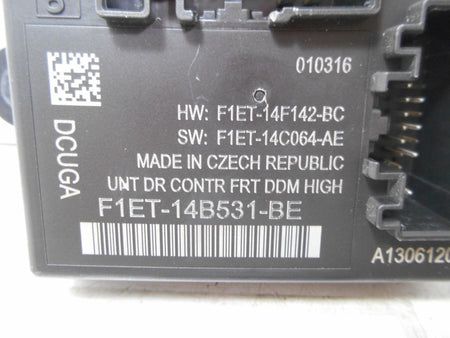 010316
HW: F1ET-14F142-BC
SW: F1ET-14C064-AE
MADE IN CZECH REPUBLIC
UNT DR CONTR FRT DDM HIGH
F1ET-14B531-BE
DCUGA
A1306120